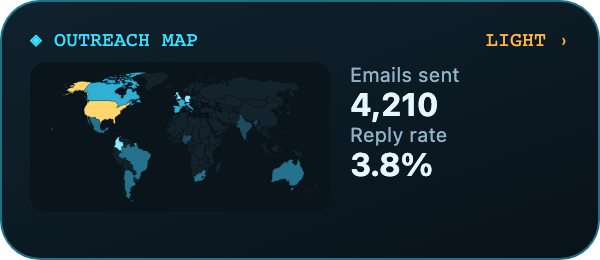 ◆ OUTREACH MAP
LIGHT ›
Emails sent
4,210
Reply rate
3.8%